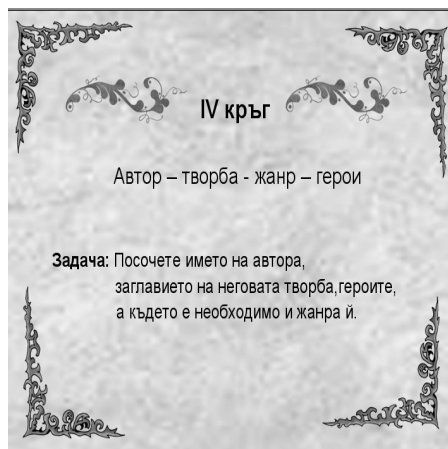 IV кръг
Автор – творба - жанр – герои
Задача: Посочете името на автора,
заглавието на неговата творба,героите,
а където е необходимо и жанра й.